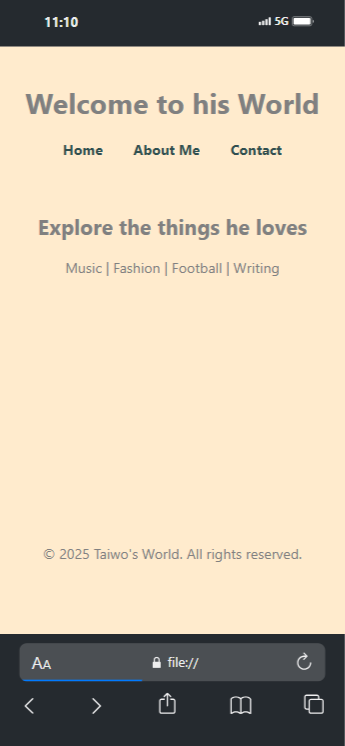 11:10 5G
Welcome to his World
Home About Me Contact
Explore the things he loves
Music | Fashion | Football | Writing
© 2025 Taiwo's World. All rights reserved.
AA file://